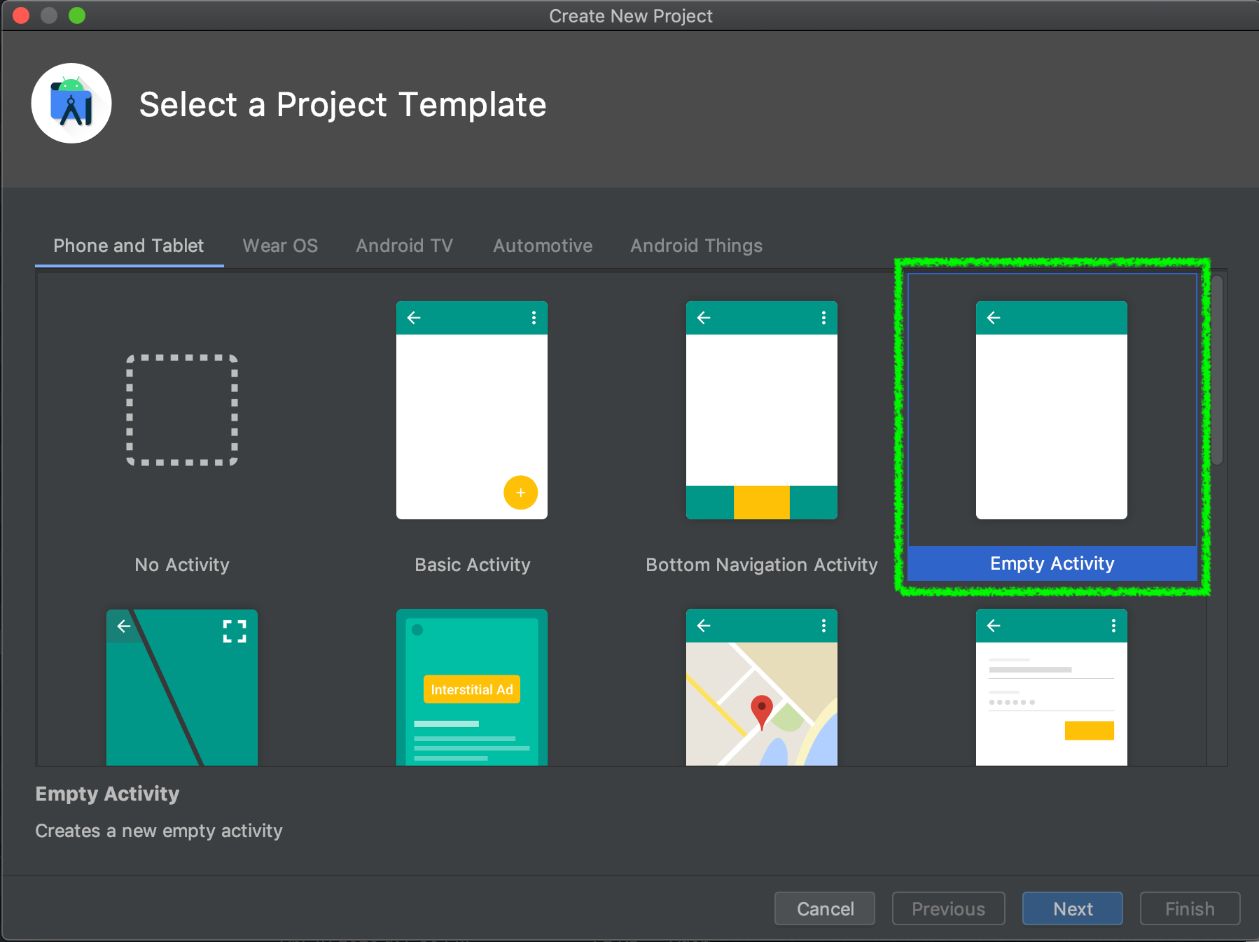 Create New Project
Select a Project Template
Phone and Tablet
Wear OS
Android TV
Automotive
Android Things
No Activity
Basic Activity
Bottom Navigation Activity
Empty Activity
Interstitial Ad
Empty Activity
Creates a new empty activity
Cancel
Previous
Next
Finish